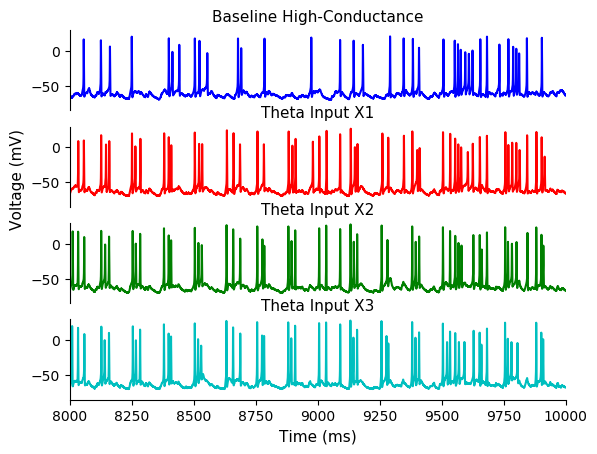 Baseline High-Conductance
0
−50
Theta Input X1
0
−50
Theta Input X2
0
−50
Theta Input X3
0
−50
Voltage (mV)
8000 8250 8500 8750 9000 9250 9500 9750 10000
Time (ms)